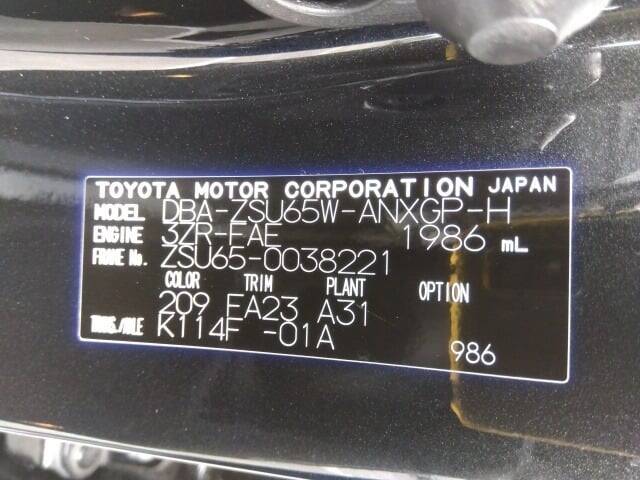 TOYOTA MOTOR CORPORATION JAPAN
MODEL DBA-ZSU65W-ANXGP-H
ENGINE 3ZR-FAE 1986 mL
FRAME No. ZSU65-0038221
COLOR TRIM PLANT OPTION
209 FA23 A31
TRANS./AXLE K114F -01A
986